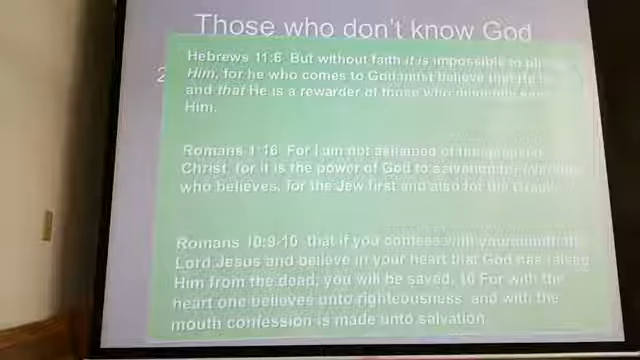 Those who don't know God
2
Hebrews 11:6 But without faith it is impossible to
Him, for he who comes to God must believe that He
and that He is a rewarder of those who
Him.
Romans 1:16 For I am not ashamed of the
Christ, for it is the power of God to salvation for
who believes, for the Jew first and also for the
Romans 10:9-10 that if you confess with your
Lord Jesus and believe in your heart that God has raised
Him from the dead, you will be saved. 10 For with the
heart one believes unto righteousness, and with the
mouth confession is made unto salvation